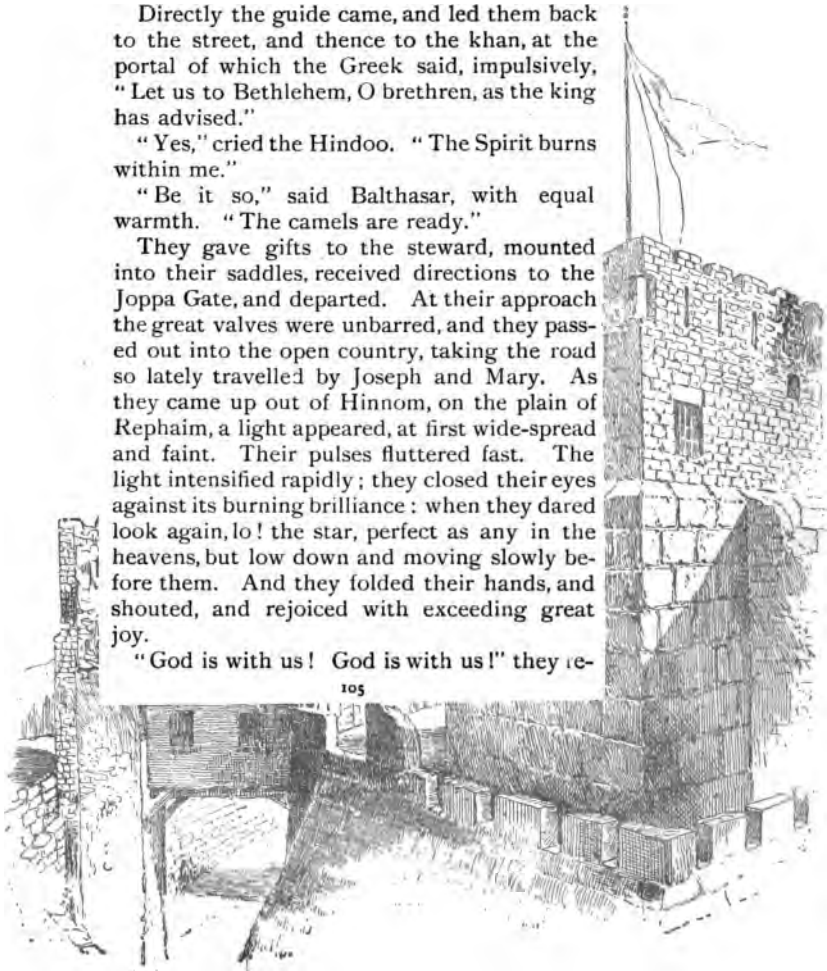 Directly the guide came, and led them back
to the street, and thence to the khan, at the
portal of which the Greek said, impulsively,
“Let us to Bethlehem, O brethren, as the king
has advised.”
“Yes,” cried the Hindoo. “The Spirit burns
within me.”
“Be it so,” said Balthasar, with equal
warmth. “The camels are ready.”
They gave gifts to the steward, mounted
into their saddles, received directions to the
Joppa Gate, and departed. At their approach
the great valves were unbarred, and they pass-
ed out into the open country, taking the road
so lately travelled by Joseph and Mary. As
they came up out of Hinnom, on the plain of
Rephaim, a light appeared, at first wide-spread
and faint. Their pulses fluttered fast. The
light intensified rapidly; they closed their eyes
against its burning brilliance: when they dared
look again, lo! the star, perfect as any in the
heavens, but low down and moving slowly be-
fore them. And they folded their hands, and
shouted, and rejoiced with exceeding great
joy.
“God is with us! God is with us!” they re-
105